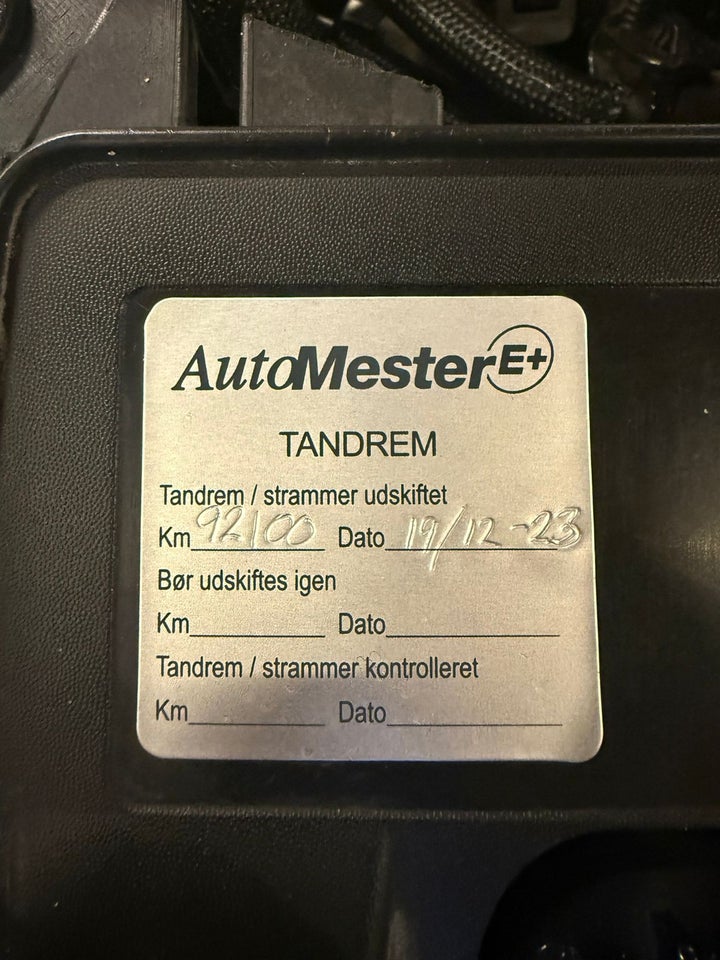 AutoMester E+
TANDREM
Tandrem / strammer udskiftet
Km 92100 Dato 19/12-23
Bør udskiftes igen
Km Dato
Tandrem / strammer kontrolleret
Km Dato